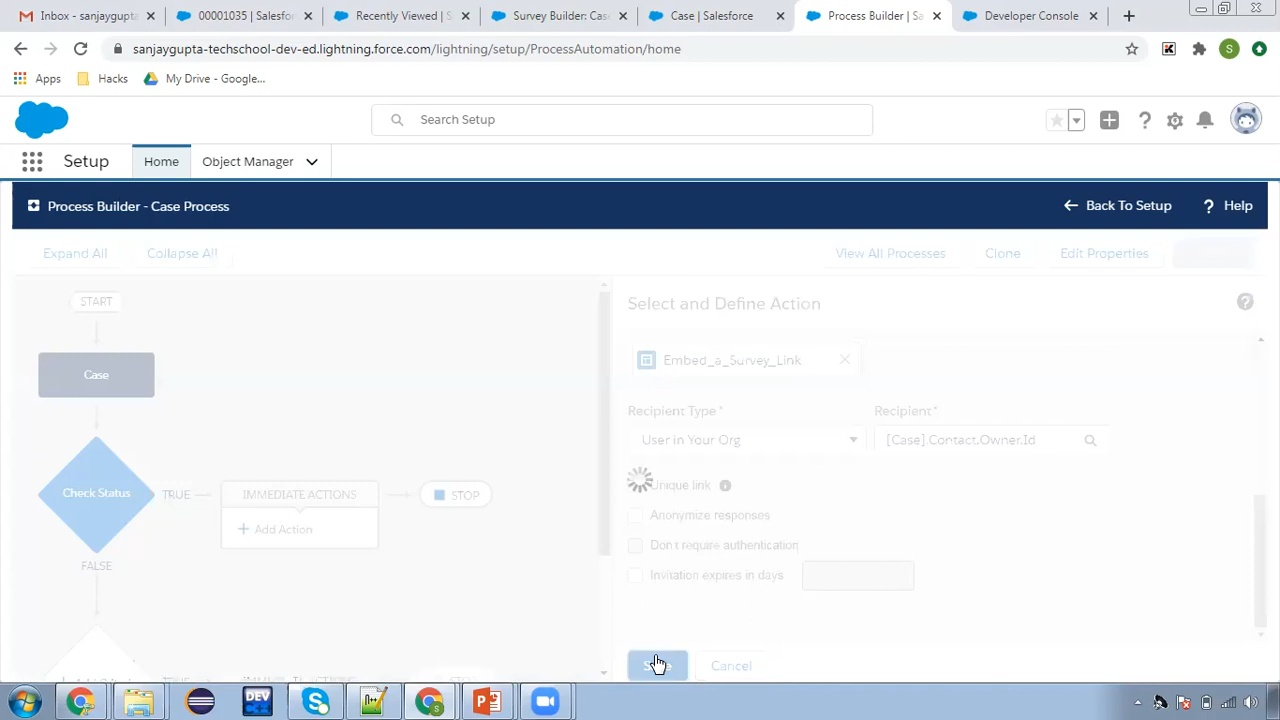 Inbox - sanjaygupta-techschool
00001035 | Salesforce
Recently Viewed | S
Survey Builder: Cas
Case | Salesforce
Process Builder | Sa
Developer Console
sanjaygupta-techschool-dev-ed.lightning.force.com/lightning/setup/ProcessAutomation/home
S
Apps
Hacks
My Drive - Google...
Search Setup
Setup
Home
Object Manager
Process Builder - Case Process
Back To Setup
Help
Expand All
Collapse All
View All Processes
Clone
Edit Properties
START
Select and Define Action
Case
Embed_a_Survey_Link
Recipient Type *
Recipient*
User in Your Org
[Case].Contact.Owner.Id
Check Status
TRUE
IMMEDIATE ACTIONS
STOP
+ Add Action
Unique link
Anonymize responses
Don't require authentication
FALSE
Invitation expires in days
Cancel
DEV